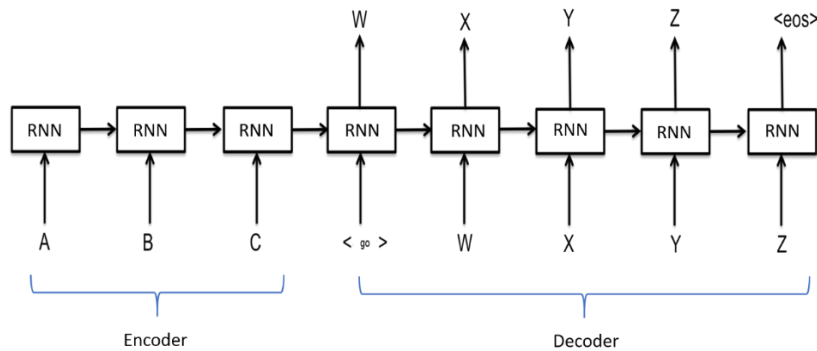 W X Y Z <eos>
RNN RNN RNN RNN RNN RNN RNN RNN
A B C < go > W X Y Z
Encoder Decoder